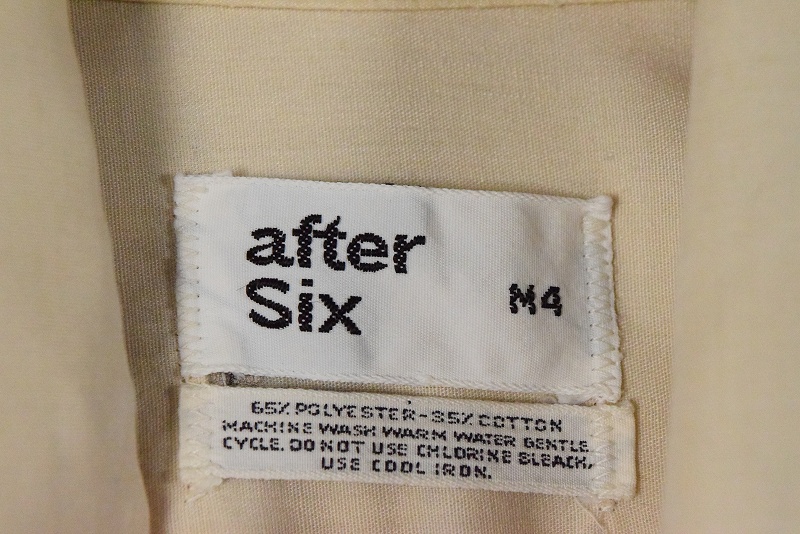 after
Six
M4
65% POLYESTER-35% COTTON
MACHINE WASH WARM WATER GENTLE
CYCLE. DO NOT USE CHLORINE BLEACH.
USE COOL IRON.